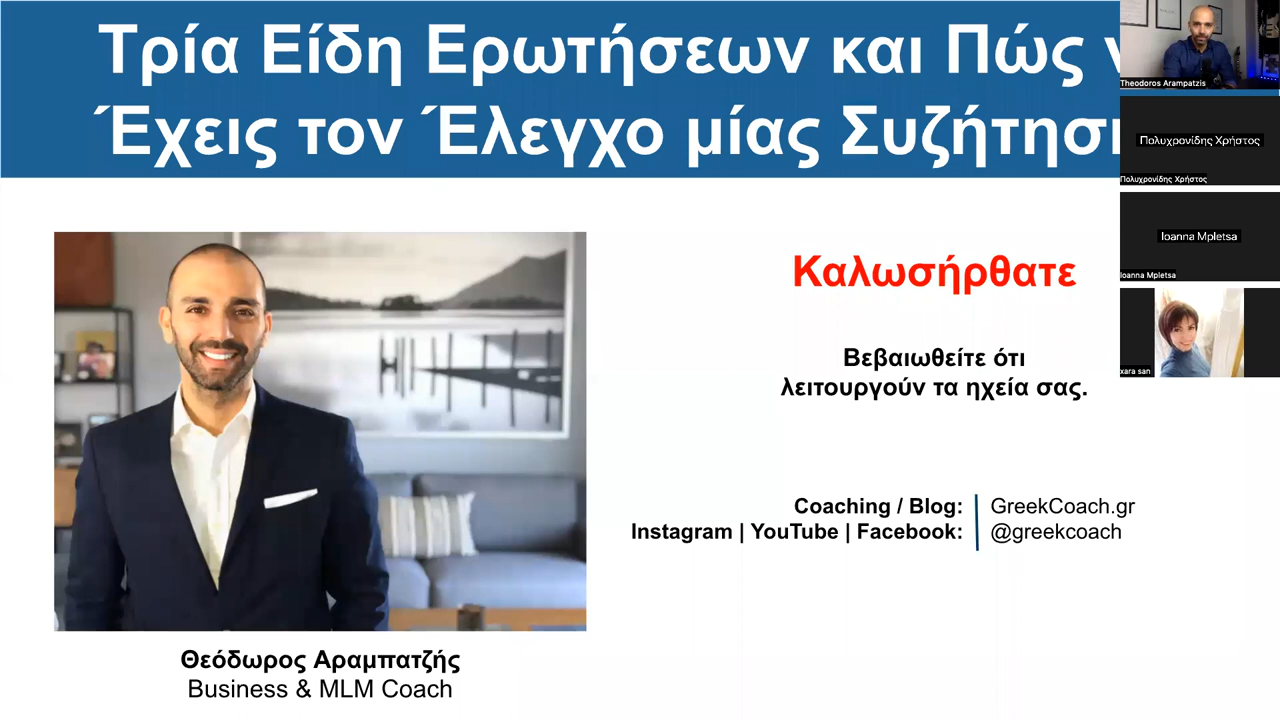 Τρία Είδη Ερωτήσεων και Πώς
Έχεις τον Έλεγχο μίας
Καλωσήρθατε
Βεβαιωθείτε ότι
λειτουργούν τα ηχεία σας.
Coaching / Blog: GreekCoach.gr
Instagram | YouTube | Facebook: @greekcoach
Θεόδωρος Αραμπατζής
Business & MLM Coach
Theodoros Arampatzis
Πολυχρονίδης Χρήστος
Πολυχρονίδης Χρήστος
Ioanna Mpletsa
Ioanna Mpletsa
xara san